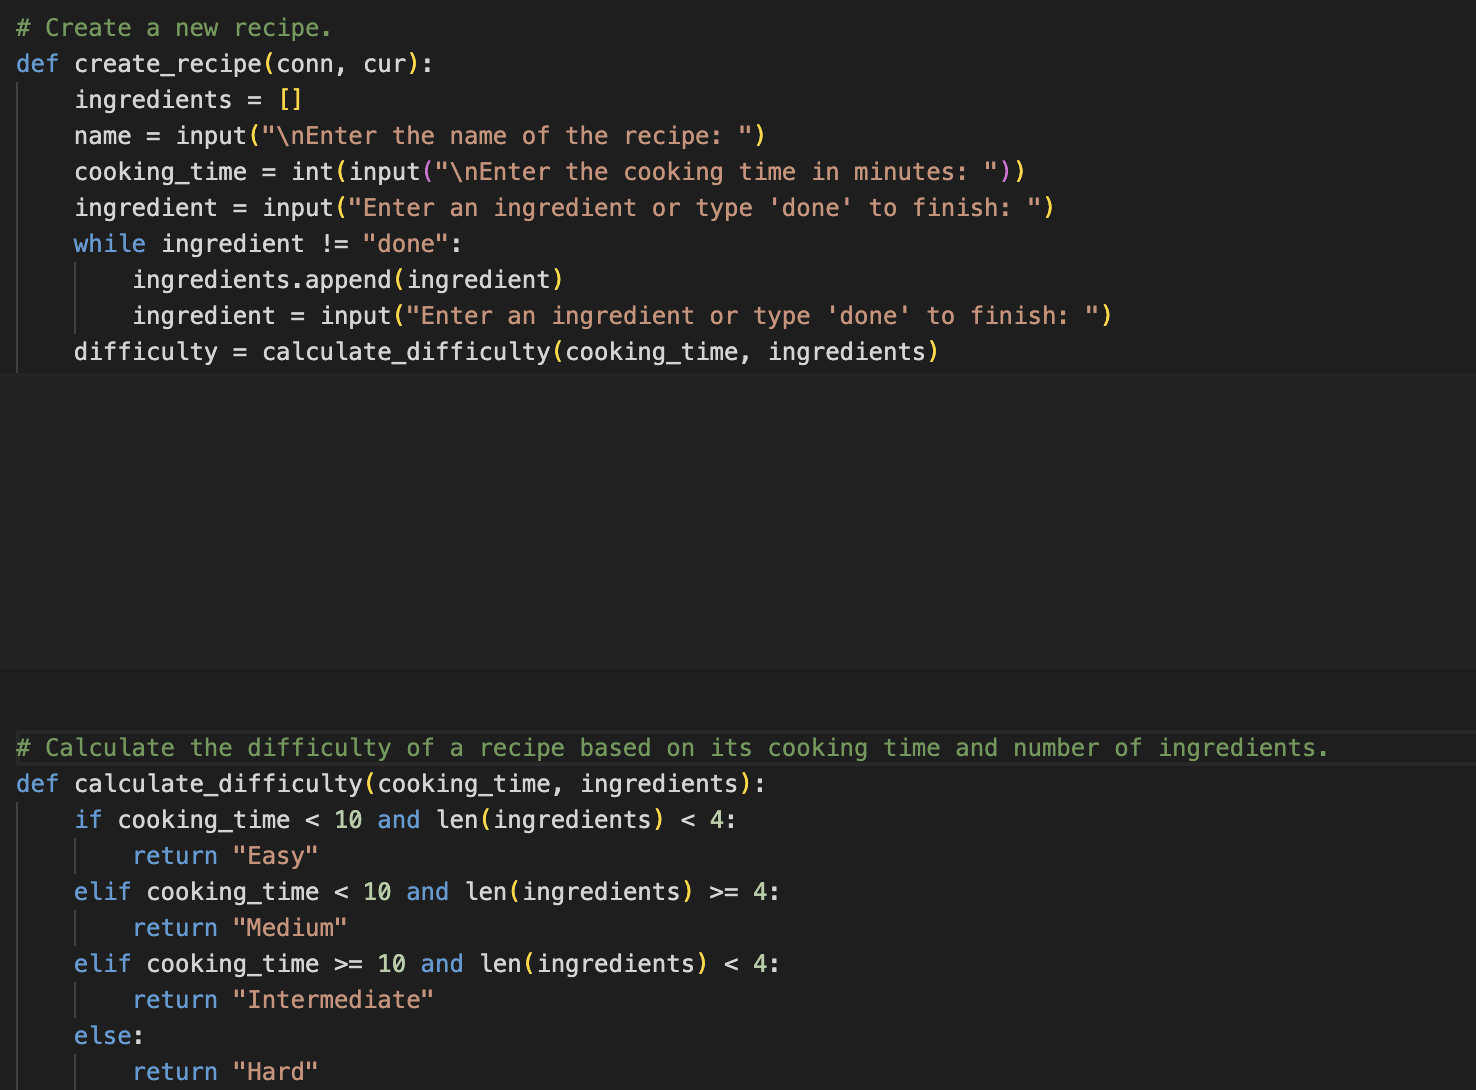 # Create a new recipe.
def create_recipe(conn, cur):
    ingredients = []
    name = input("\nEnter the name of the recipe: ")
    cooking_time = int(input("\nEnter the cooking time in minutes: "))
    ingredient = input("Enter an ingredient or type 'done' to finish: ")
    while ingredient != "done":
        ingredients.append(ingredient)
        ingredient = input("Enter an ingredient or type 'done' to finish: ")
    difficulty = calculate_difficulty(cooking_time, ingredients)
# Calculate the difficulty of a recipe based on its cooking time and number of ingredients.
def calculate_difficulty(cooking_time, ingredients):
    if cooking_time < 10 and len(ingredients) < 4:
        return "Easy"
    elif cooking_time < 10 and len(ingredients) >= 4:
        return "Medium"
    elif cooking_time >= 10 and len(ingredients) < 4:
        return "Intermediate"
    else:
        return "Hard"